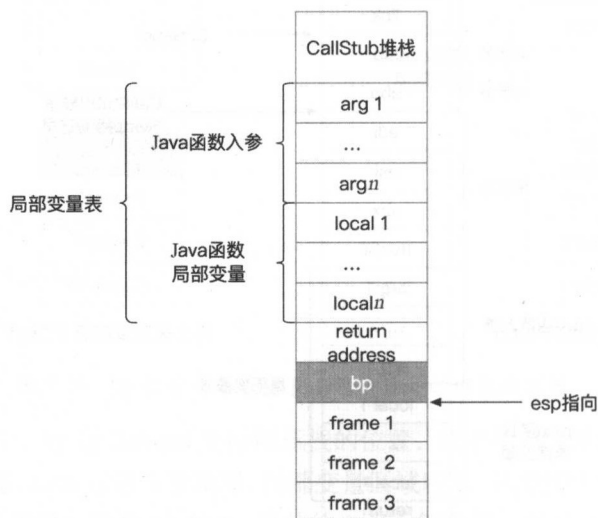 CallStub堆栈
arg 1
Java函数入参
...
argn
局部变量表
local 1
Java函数
局部变量
...
localn
return
address
bp
esp指向
frame 1
frame 2
frame 3